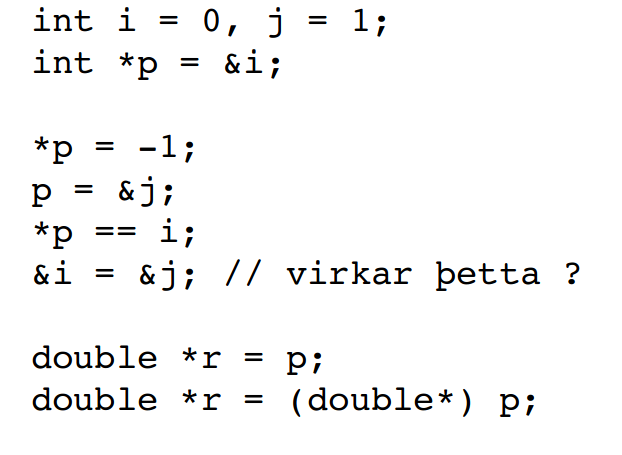 int i = 0, j = 1;
int *p = &i;
*p = -1;
p = &j;
*p == i;
&i = &j; // virkar þetta ?
double *r = p;
double *r = (double*) p;